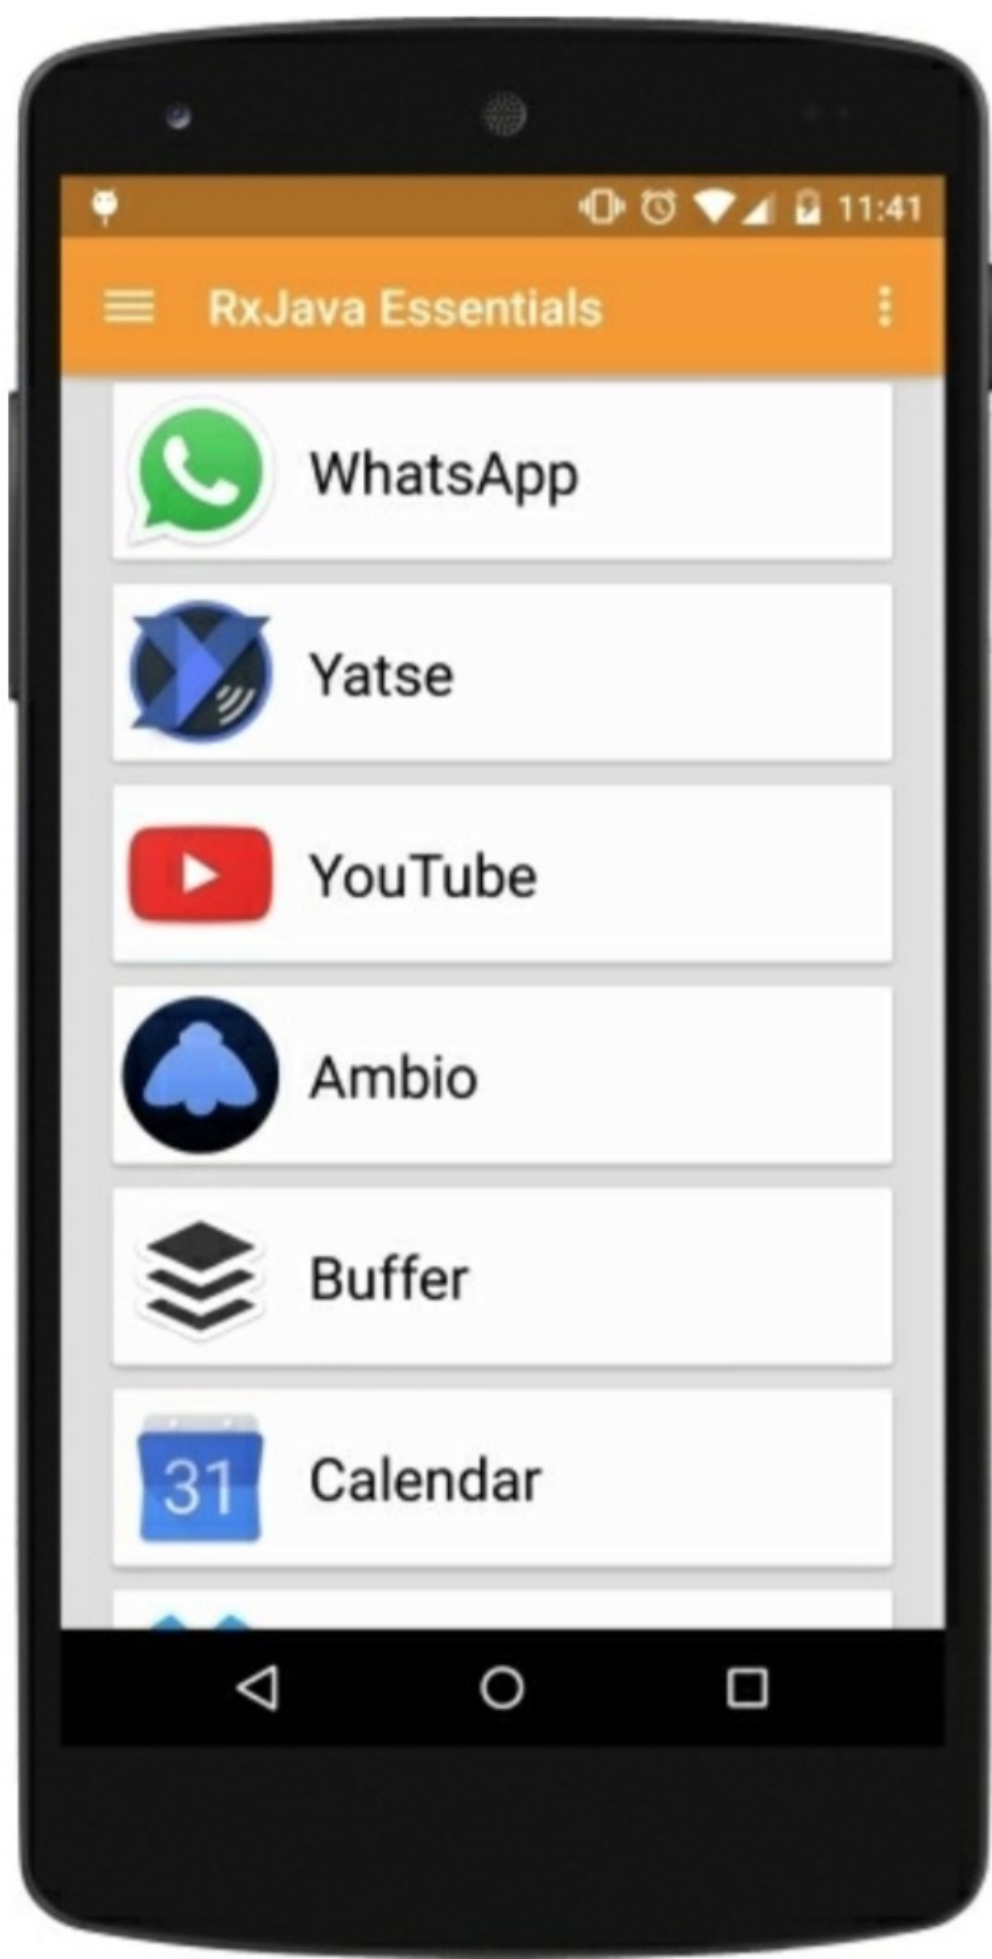 11:41
RxJava Essentials
WhatsApp
Yatse
YouTube
Ambio
Buffer
31
Calendar